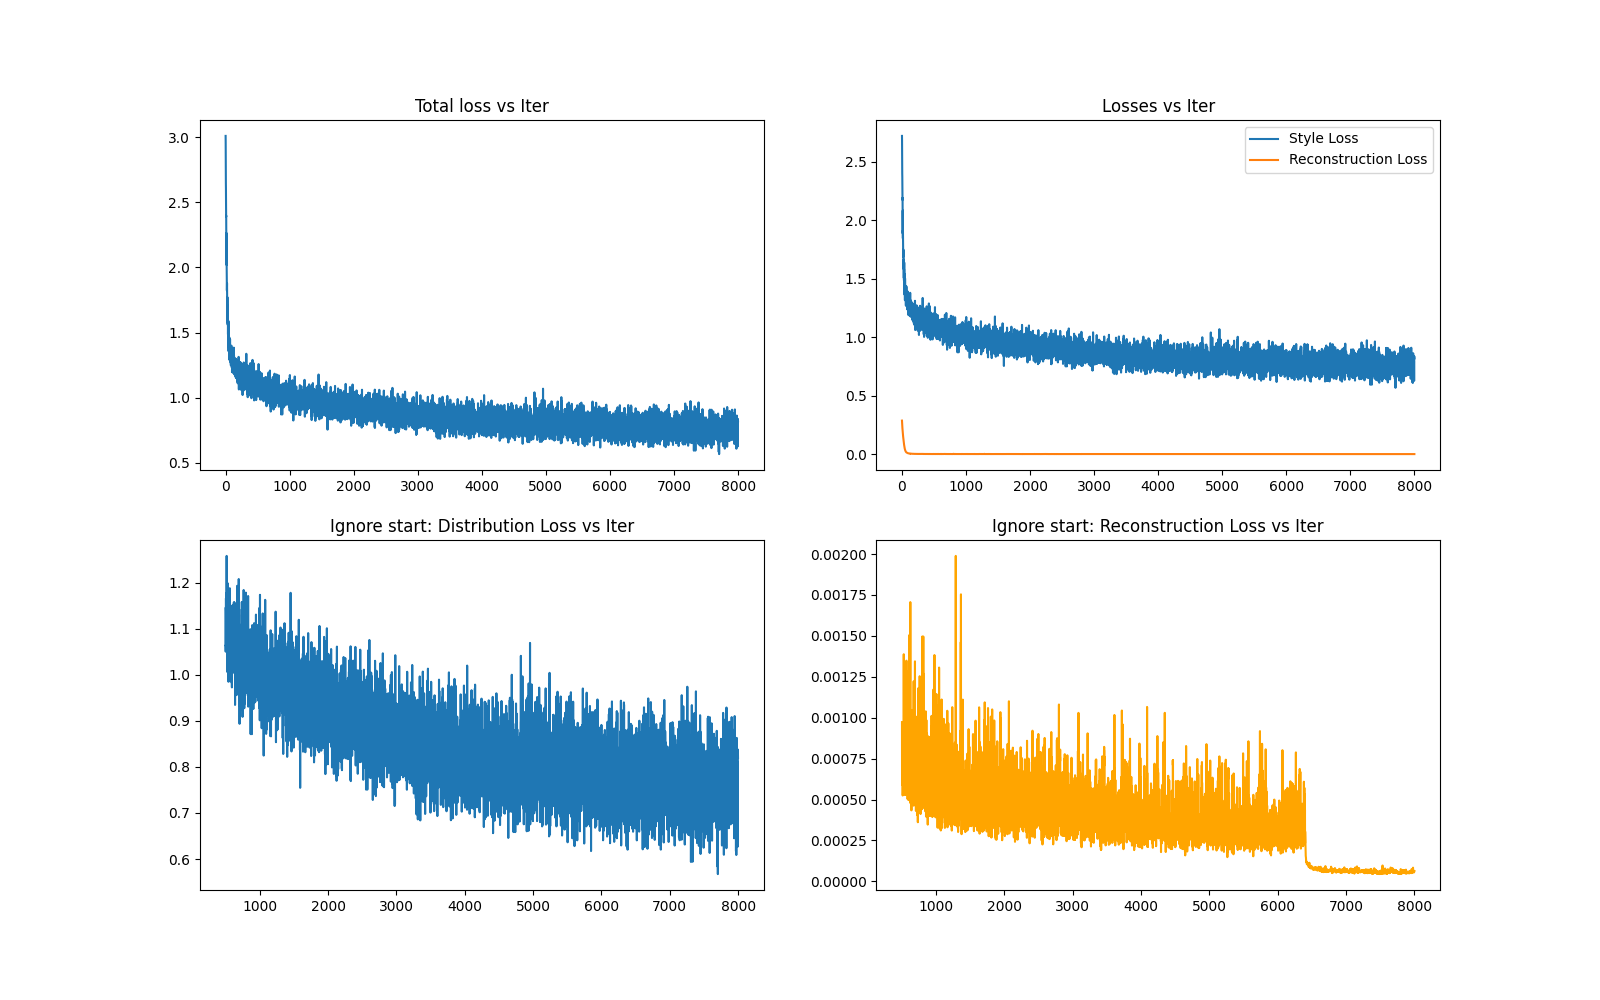 Total loss vs Iter
3.0
2.5
2.0
1.5
1.0
0.5
0 1000 2000 3000 4000 5000 6000 7000 8000
Losses vs Iter
Style Loss
Reconstruction Loss
2.5
2.0
1.5
1.0
0.5
0.0
0 1000 2000 3000 4000 5000 6000 7000 8000
Ignore start: Distribution Loss vs Iter
1.2
1.1
1.0
0.9
0.8
0.7
0.6
1000 2000 3000 4000 5000 6000 7000 8000
Ignore start: Reconstruction Loss vs Iter
0.00200
0.00175
0.00150
0.00125
0.00100
0.00075
0.00050
0.00025
0.00000
1000 2000 3000 4000 5000 6000 7000 8000